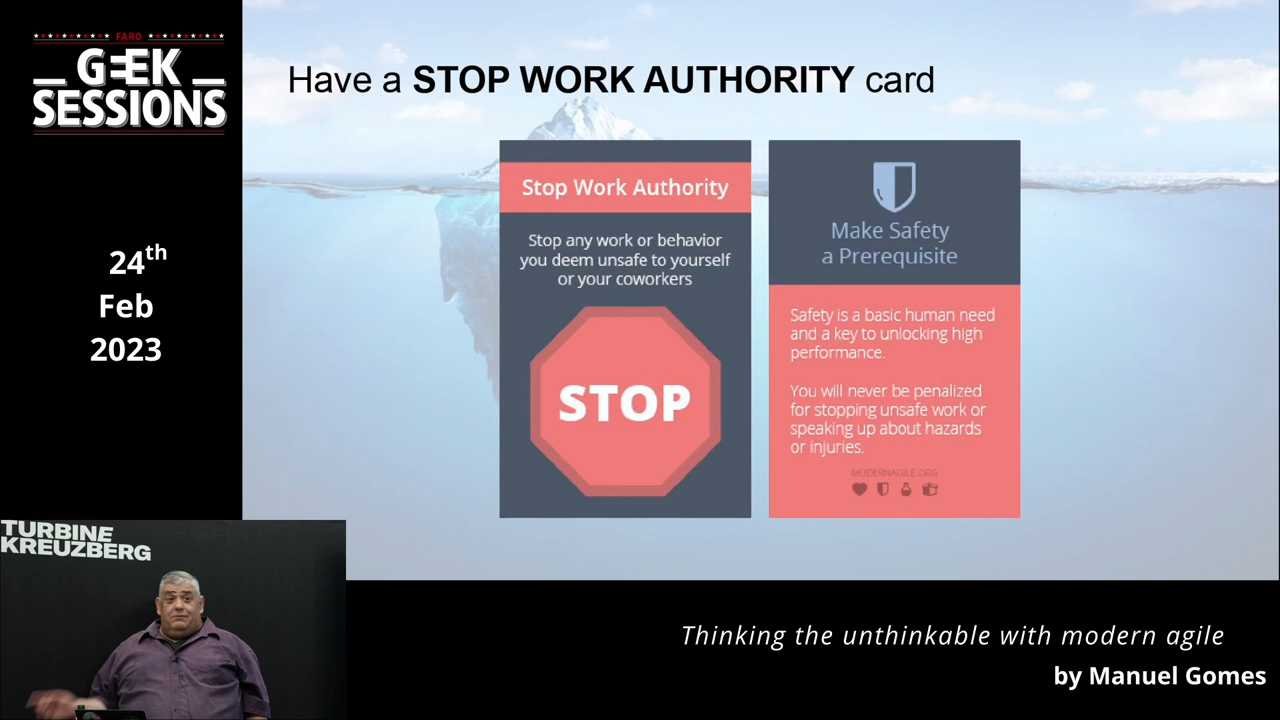 FARO
GEEK
SESSIONS
24th
Feb
2023
Have a STOP WORK AUTHORITY card
Stop Work Authority
Stop any work or behavior
you deem unsafe to yourself
or your coworkers
STOP
Make Safety
a Prerequisite
Safety is a basic human need
and a key to unlocking high
performance.
You will never be penalized
for stopping unsafe work or
speaking up about hazards
or injuries.
MODERNAGILE.ORG
TURBINE
KREUZBERG
Thinking the unthinkable with modern agile
by Manuel Gomes